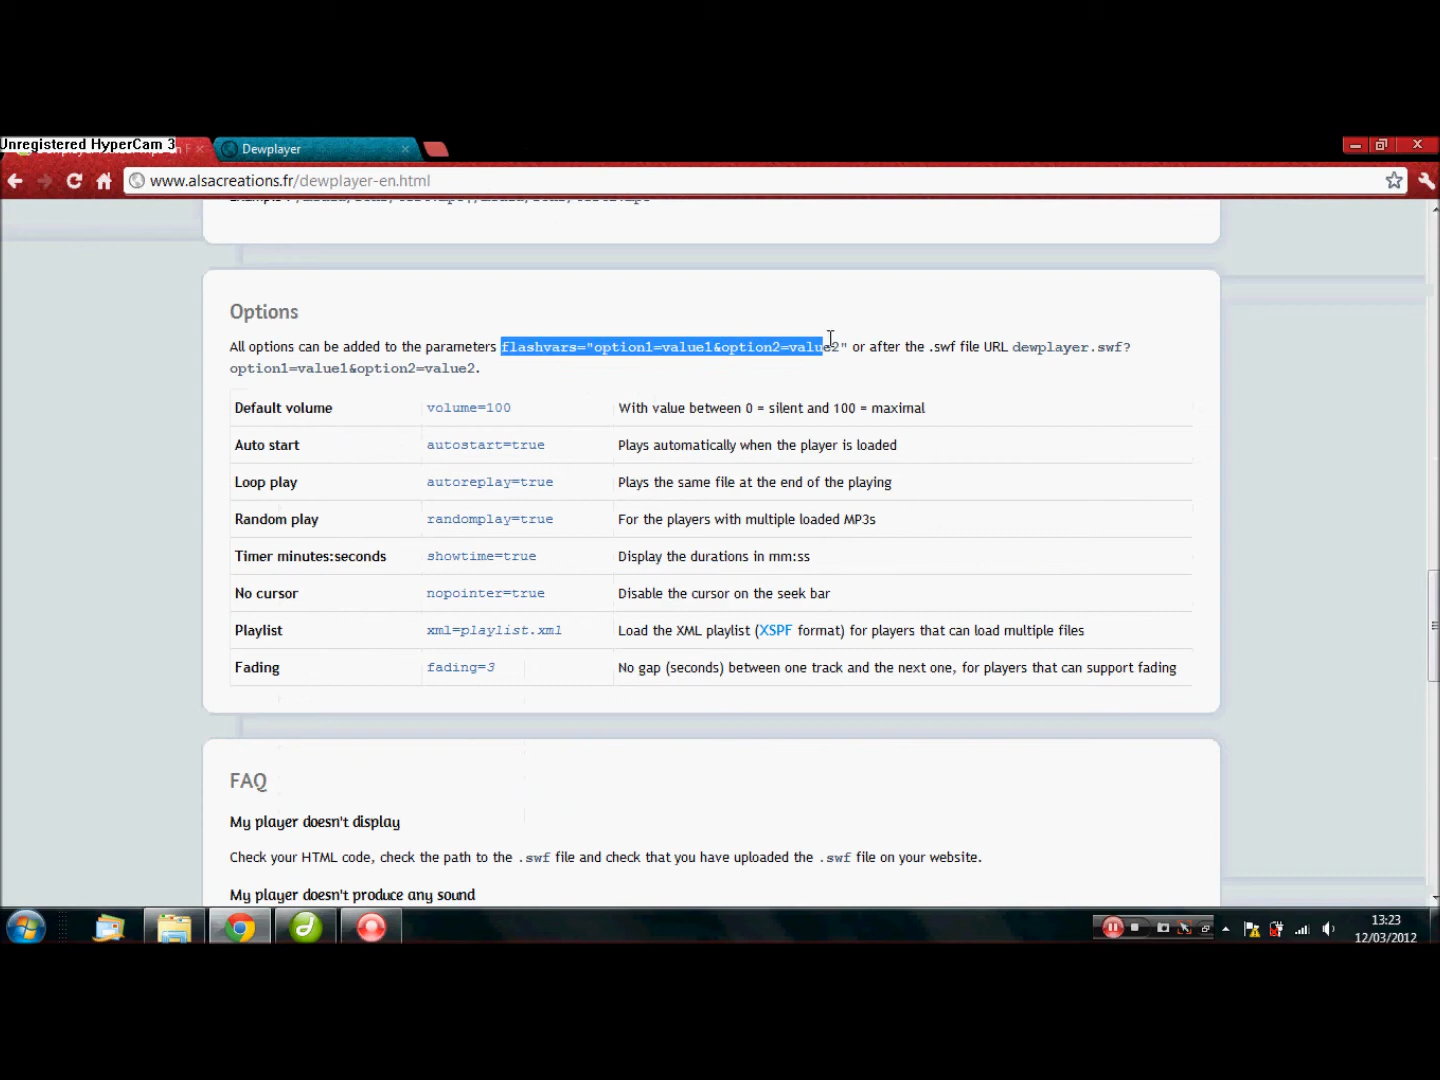 Unregistered HyperCam 3
Dewplayer
www.alsacreations.fr/dewplayer-en.html
Options
All options can be added to the parameters flashvars="option1=value1&option2=value2" or after the .swf file URL dewplayer.swf?
option1=value1&option2=value2.
Default volume volume=100 With value between 0 = silent and 100 = maximal
Auto start autostart=true Plays automatically when the player is loaded
Loop play autoreplay=true Plays the same file at the end of the playing
Random play randomplay=true For the players with multiple loaded MP3s
Timer minutes:seconds showtime=true Display the durations in mm:ss
No cursor nopointer=true Disable the cursor on the seek bar
Playlist xml=playlist.xml Load the XML playlist (XSPF format) for players that can load multiple files
Fading fading=3 No gap (seconds) between one track and the next one, for players that can support fading
FAQ
My player doesn't display
Check your HTML code, check the path to the .swf file and check that you have uploaded the .swf file on your website.
My player doesn't produce any sound
13:23
12/03/2012